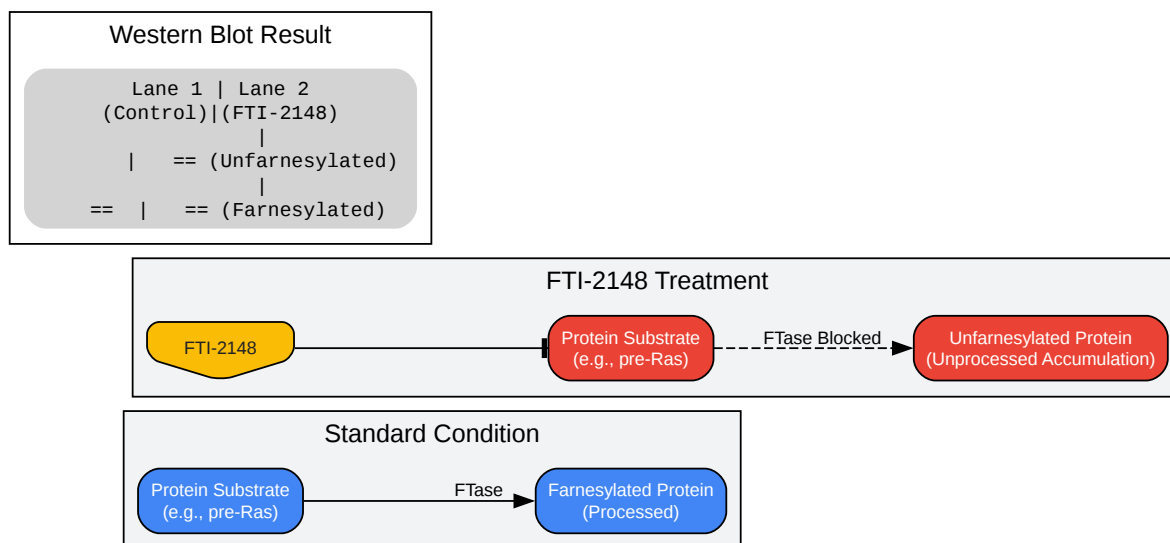 Western Blot Result
Lane 1 | Lane 2
(Control)|(FTI-2148)
|
| == (Unfarnesylated)
|
== | == (Farnesylated)
FTI-2148 Treatment
FTI-2148
Protein Substrate
(e.g., pre-Ras)
FTase Blocked
Unfarnesylated Protein
(Unprocessed Accumulation)
Standard Condition
Protein Substrate
(e.g., pre-Ras)
FTase
Farnesylated Protein
(Processed)